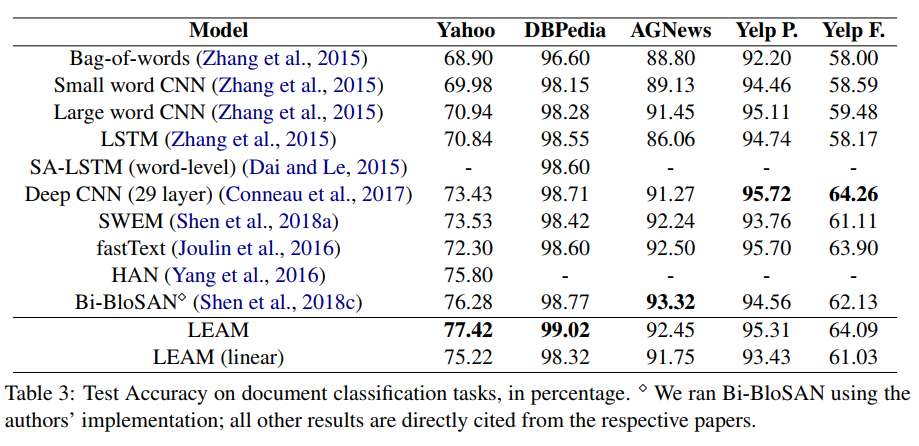 Model Yahoo DBPedia AGNews Yelp P. Yelp F.
Bag-of-words (Zhang et al., 2015) 68.90 96.60 88.80 92.20 58.00
Small word CNN (Zhang et al., 2015) 69.98 98.15 89.13 94.46 58.59
Large word CNN (Zhang et al., 2015) 70.94 98.28 91.45 95.11 59.48
LSTM (Zhang et al., 2015) 70.84 98.55 86.06 94.74 58.17
SA-LSTM (word-level) (Dai and Le, 2015) - 98.60 - - -
Deep CNN (29 layer) (Conneau et al., 2017) 73.43 98.71 91.27 95.72 64.26
SWEM (Shen et al., 2018a) 73.53 98.42 92.24 93.76 61.11
fastText (Joulin et al., 2016) 72.30 98.60 92.50 95.70 63.90
HAN (Yang et al., 2016) 75.80 - - - -
Bi-BloSAN⋄ (Shen et al., 2018c) 76.28 98.77 93.32 94.56 62.13
LEAM 77.42 99.02 92.45 95.31 64.09
LEAM (linear) 75.22 98.32 91.75 93.43 61.03
Table 3: Test Accuracy on document classification tasks, in percentage. ⋄ We ran Bi-BloSAN using the
authors’ implementation; all other results are directly cited from the respective papers.